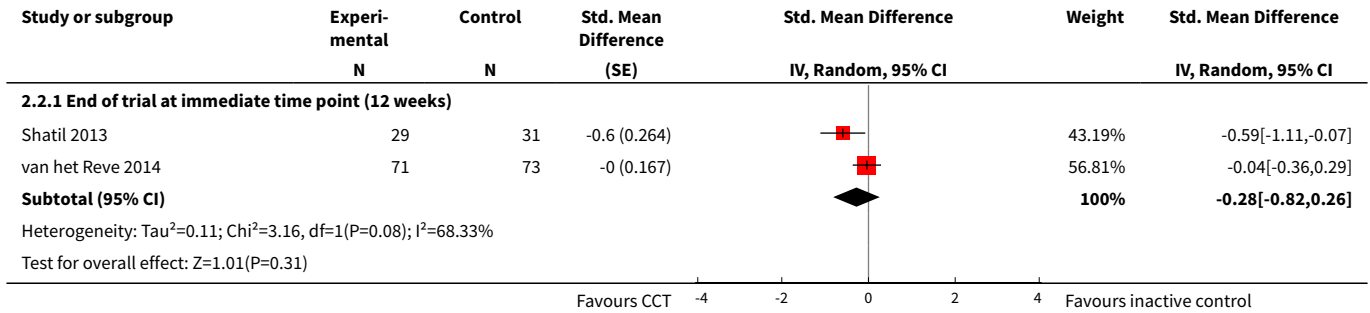 Study or subgroup Experi- Control Std. Mean Std. Mean Difference Weight Std. Mean Difference
mental Difference
N N (SE) IV, Random, 95% CI IV, Random, 95% CI
2.2.1 End of trial at immediate time point (12 weeks)
Shatil 2013 29 31 -0.6 (0.264) 43.19% -0.59[-1.11,-0.07]
van het Reve 2014 71 73 -0 (0.167) 56.81% -0.04[-0.36,0.29]
Subtotal (95% CI) 100% -0.28[-0.82,0.26]
Heterogeneity: Tau²=0.11; Chi²=3.16, df=1(P=0.08); I²=68.33%
Test for overall effect: Z=1.01(P=0.31)
Favours CCT -4 -2 0 2 4 Favours inactive control